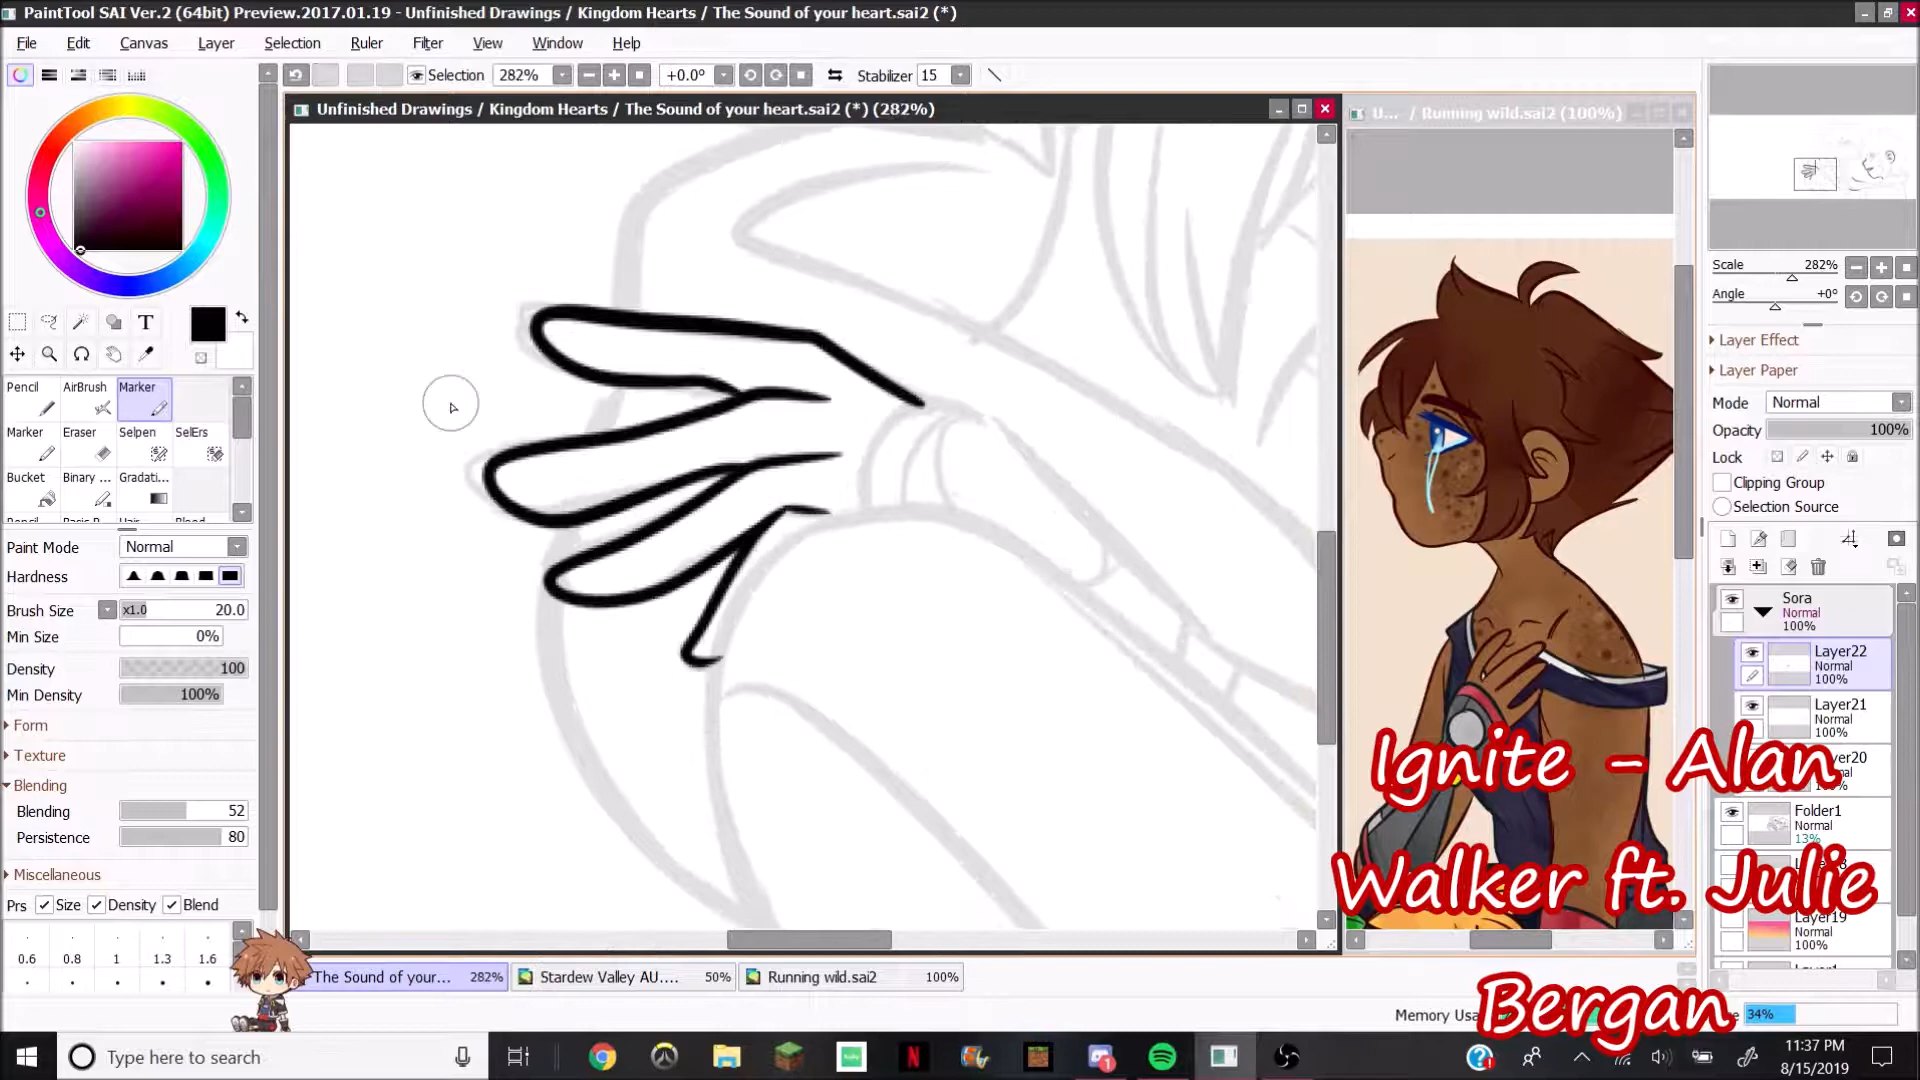 PaintTool SAI Ver.2 (64bit) Preview.2017.01.19 - Unfinished Drawings / Kingdom Hearts / The Sound of your heart.sai2 (*)
File Edit Canvas Layer Selection Ruler Filter View Window Help
Selection 282% +0.0° Stabilizer 15
Unfinished Drawings / Kingdom Hearts / The Sound of your heart.sai2 (*) (282%)
U... / Running wild.sai2 (100%)
Scale 282%
Angle +0°
Layer Effect
Layer Paper
Mode Normal
Opacity 100%
Lock
Clipping Group
Selection Source
Sora
Normal
100%
Layer22
Normal
100%
Layer21
Normal
100%
Folder1
Normal
13%
Layer19
Normal
100%
T
Pencil AirBrush Marker
Marker Eraser Selpen SelErs
Bucket Binary ... Gradati...
Paint Mode Normal
Hardness
Brush Size x1.0 20.0
Min Size 0%
Density 100
Min Density 100%
Form
Texture
Blending
Blending 52
Persistence 80
Miscellaneous
Prs Size Density Blend
0.6 0.8 1 1.3 1.6
The Sound of your... 282%
Stardew Valley AU.... 50%
Running wild.sai2 100%
Ignite - Alan
Walker ft. Julie
Bergan
34%
Type here to search
11:37 PM
8/15/2019